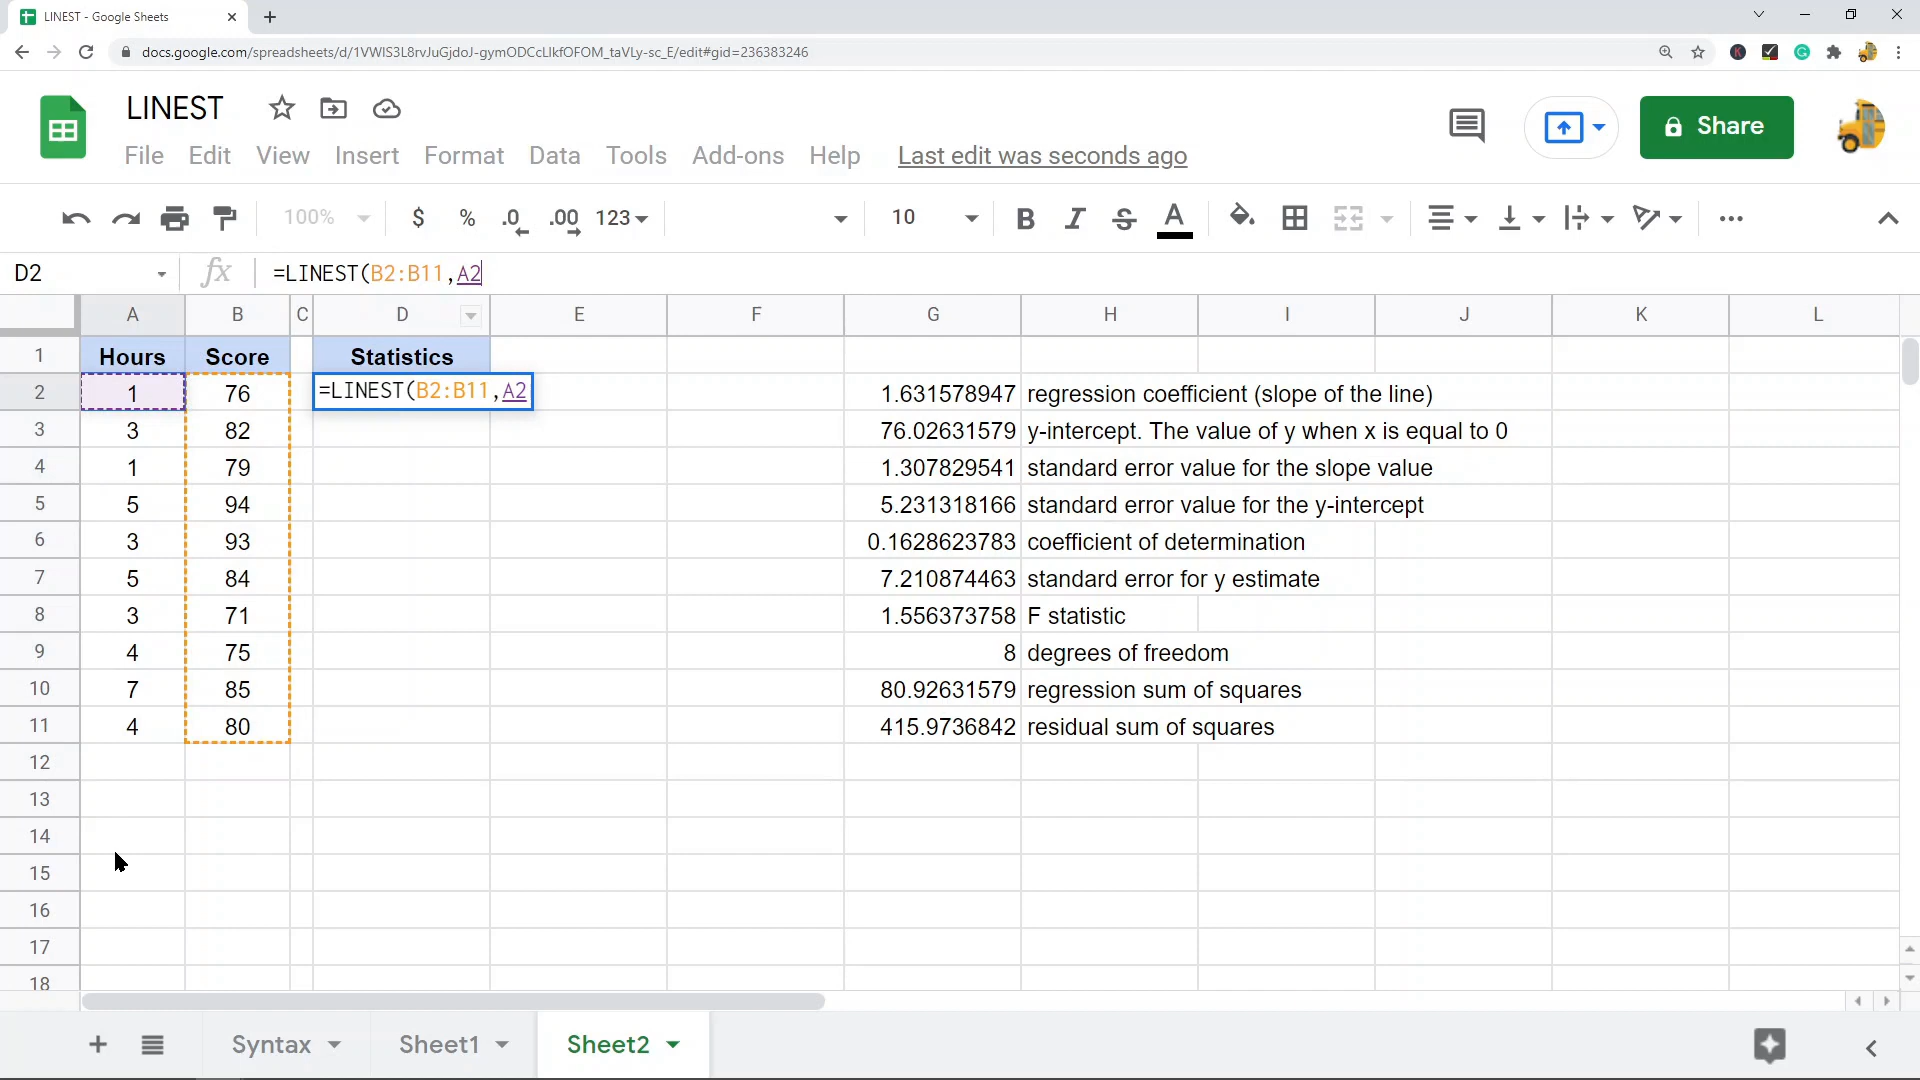 LINEST - Google Sheets
docs.google.com/spreadsheets/d/1VWIS3L8rvJuGjdoJ-gymODCcLIkfOFOM_taVLy-sc_E/edit#gid=236383246
LINEST
Share
File Edit View Insert Format Data Tools Add-ons Help Last edit was seconds ago
100% $ % .0 .00 123 10 B I S A
D2 fx =LINEST(B2:B11,A2
A B C D E F G H I J K L
1 Hours Score Statistics
2 1 76 =LINEST(B2:B11,A2 1.631578947 regression coefficient (slope of the line)
3 3 82 76.02631579 y-intercept. The value of y when x is equal to 0
4 1 79 1.307829541 standard error value for the slope value
5 5 94 5.231318166 standard error value for the y-intercept
6 3 93 0.1628623783 coefficient of determination
7 5 84 7.210874463 standard error for y estimate
8 3 71 1.556373758 F statistic
9 4 75 8 degrees of freedom
10 7 85 80.92631579 regression sum of squares
11 4 80 415.9736842 residual sum of squares
12
13
14
15
16
17
18
Syntax Sheet1 Sheet2